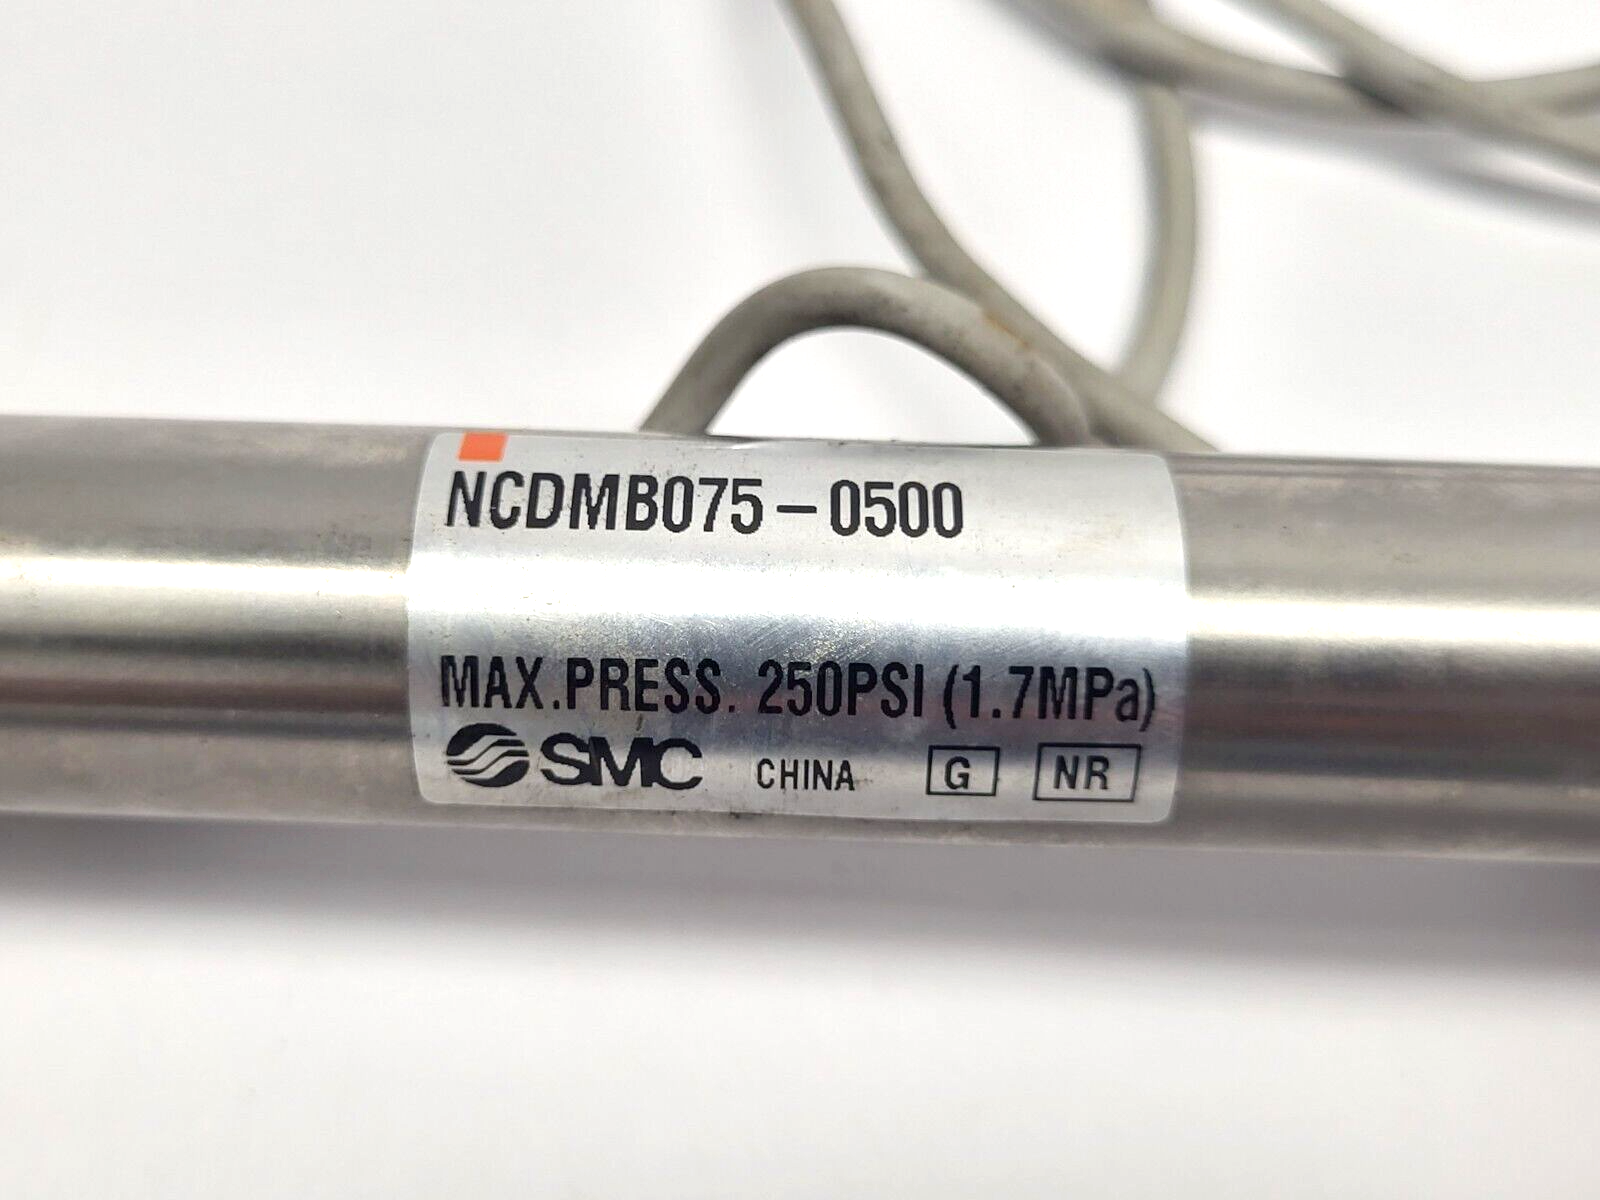 NCDMB075-0500
MAX.PRESS. 250PSI (1.7MPa)
SMC CHINA G NR